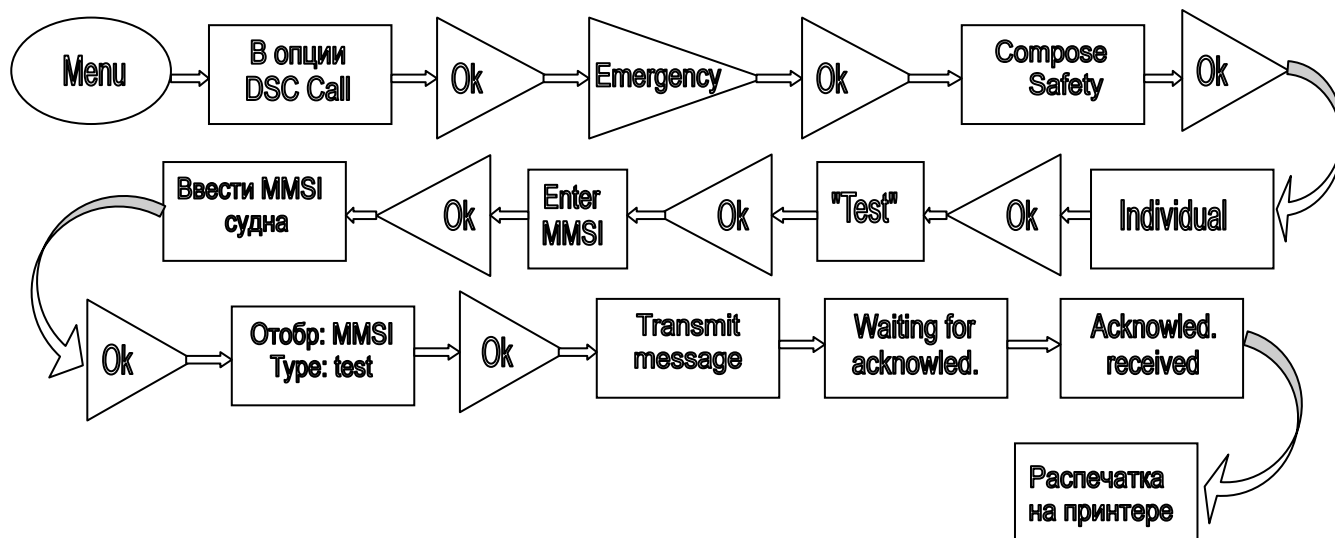 Menu
В опции
DSC Call
Ok
Emergency
Ok
Compose
Safety
Ok
Individual
Ok
"Test"
Ok
Enter
MMSI
Ok
Ввести MMSI
судна
Ok
Отобр: MMSI
Type: test
Ok
Transmit
message
Waiting for
acknowled.
Acknowled.
received
Распечатка
на принтере